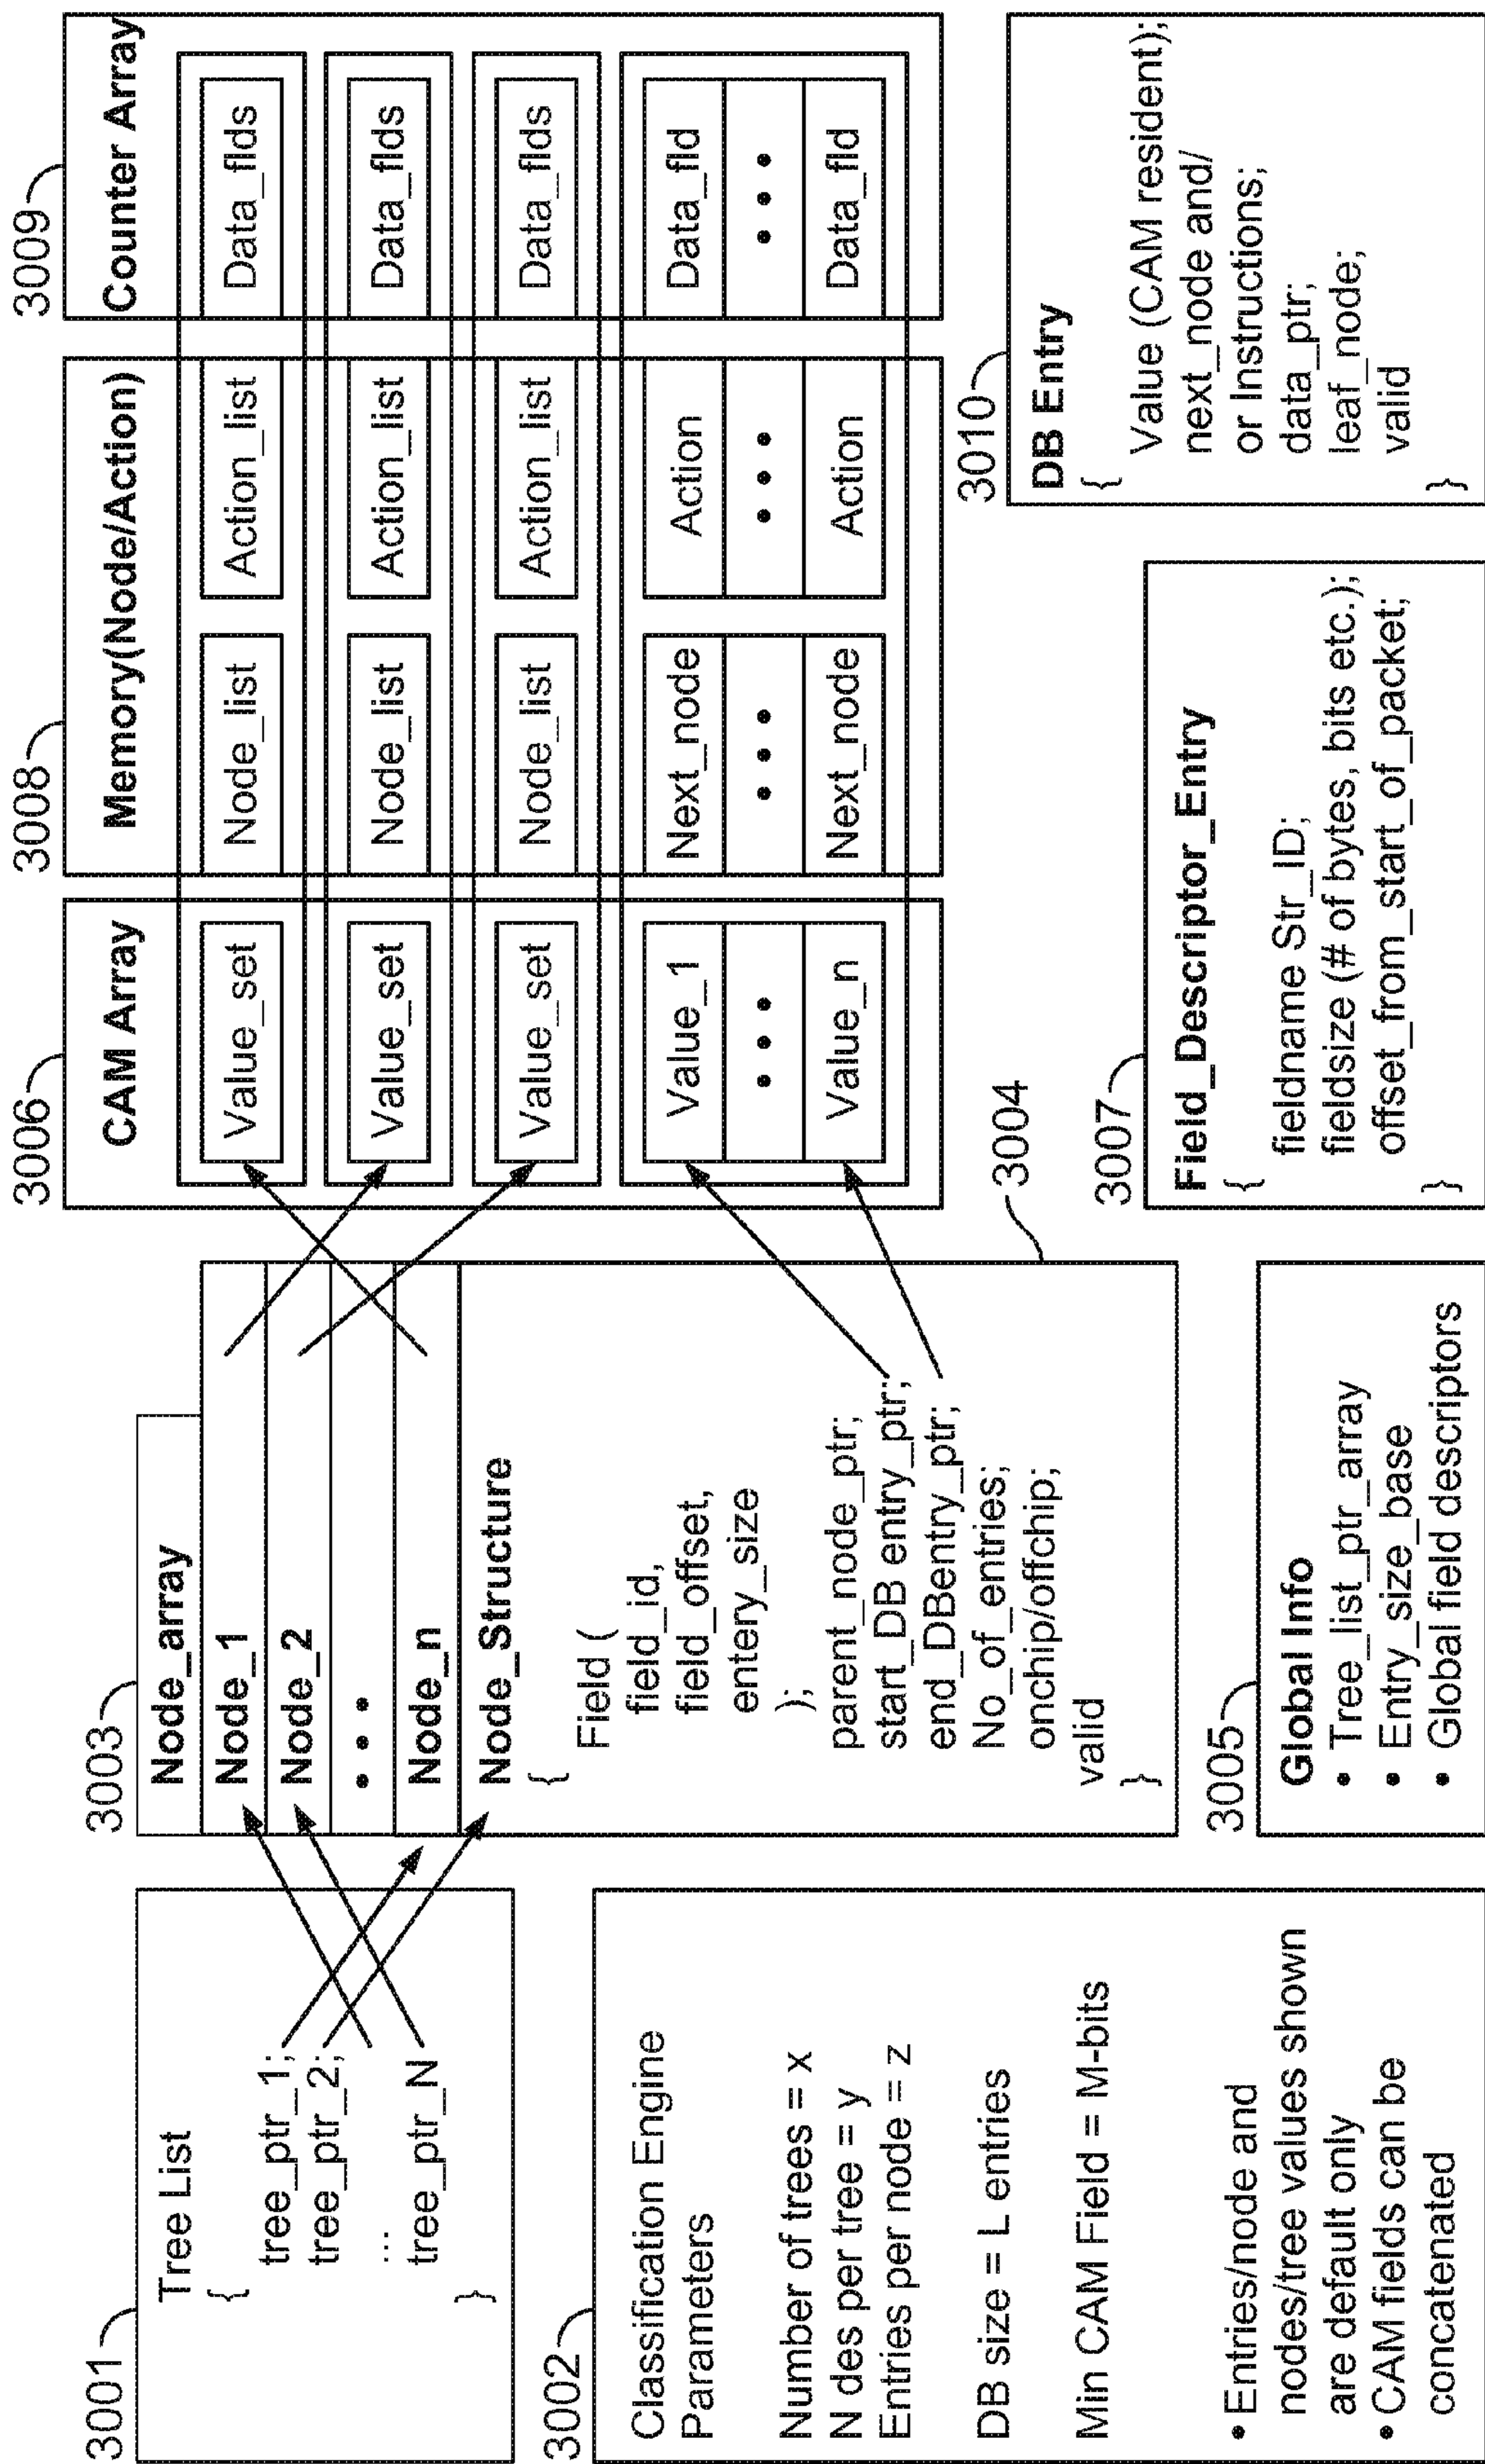 3001
Tree List
{
tree_ptr_1;
tree_ptr_2;
...
tree_ptr_N
}
3002
Classification Engine
Parameters
Number of trees = x
N des per tree = y
Entries per node = z
DB size = L entries
Min CAM Field = M-bits
• Entries/node and
nodes/tree values shown
are default only
• CAM fields can be
concatenated
3003
Node_array
Node_1
Node_2
• • •
Node_n
Node_Structure
{
Field (
field_id,
field_offset,
entery_size
);
parent_node_ptr;
start_DB entry_ptr;
end_DBentry_ptr;
No_of_entries;
onchip/offchip;
valid
}
3004
3005
Global Info
• Tree_list_ptr_array
• Entry_size_base
• Global field descriptors
3006
CAM Array
Value_set
Value_set
Value_set
Value_1
• • •
Value_n
3007
Field_Descriptor_Entry
{
fieldname Str_ID;
fieldsize (# of bytes, bits etc.);
offset_from_start_of_packet;
}
3008
Memory(Node/Action)
Node_list Action_list
Node_list Action_list
Node_list Action_list
Next_node Action
• • • • • •
Next_node Action
3009
Counter Array
Data_flds
Data_flds
Data_flds
Data_fld
• • •
Data_fld
3010
DB Entry
{
Value (CAM resident);
next_node and/
or Instructions;
data_ptr;
leaf_node;
valid
}